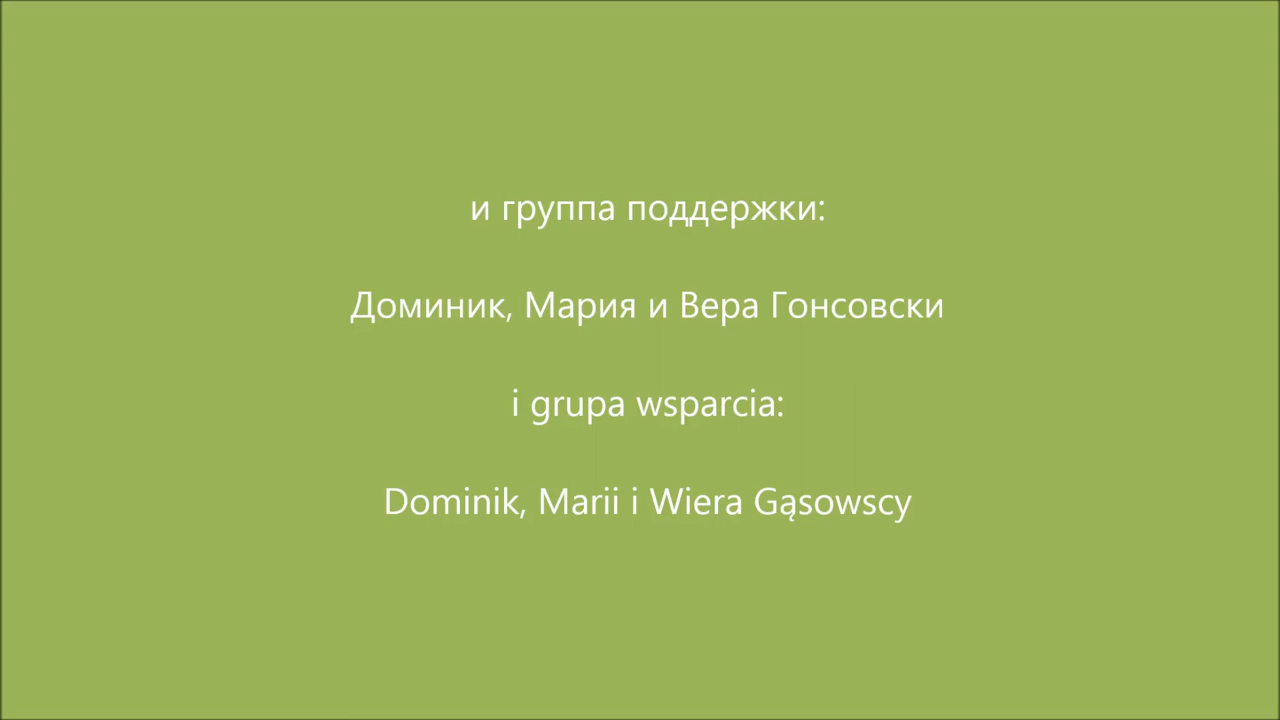 и группа поддержки:
Доминик, Мария и Вера Гонсовски
i grupa wsparcia:
Dominik, Marii i Wiera Gąsowscy